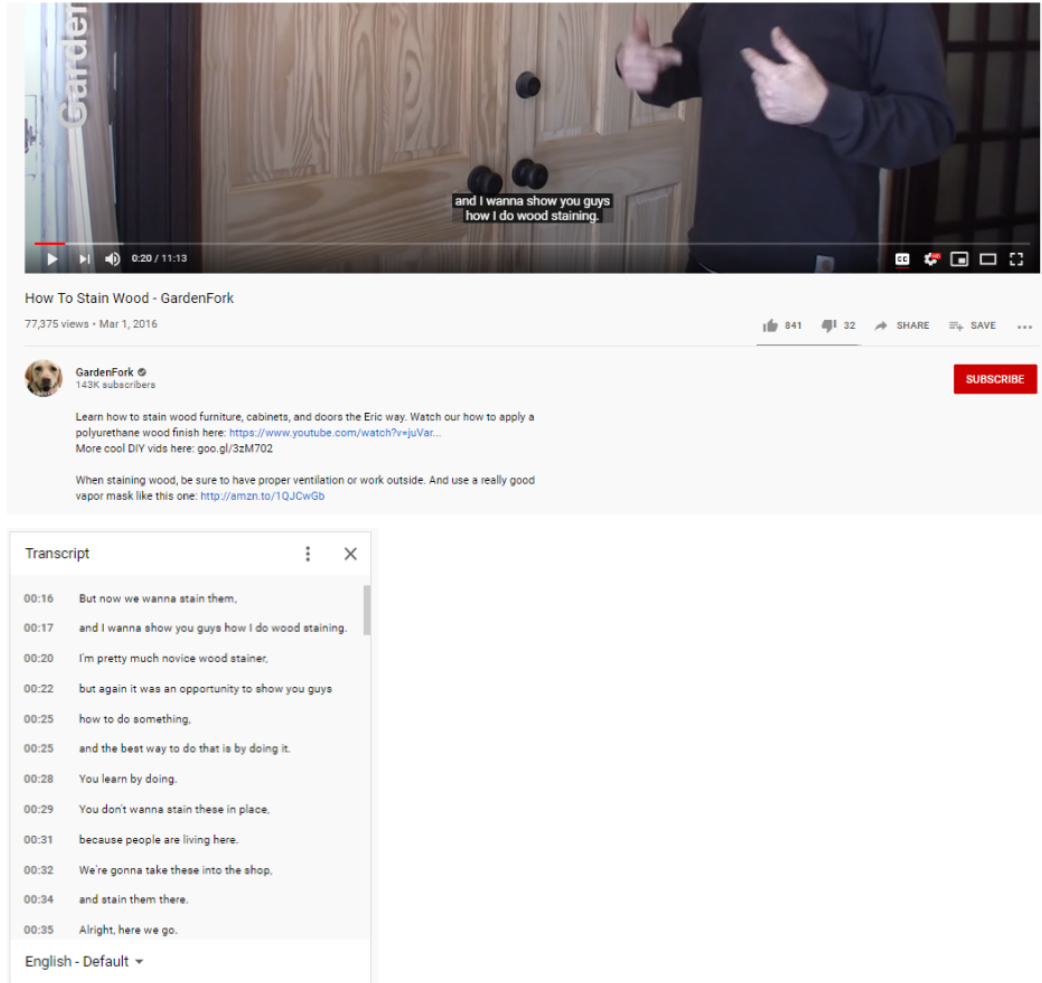 Garden
and I wanna show you guys
how I do wood staining.
0:20 / 11:13
CC
How To Stain Wood - GardenFork
77,375 views • Mar 1, 2016
841 32 SHARE SAVE ...
GardenFork
143K subscribers
SUBSCRIBE
Learn how to stain wood furniture, cabinets, and doors the Eric way. Watch our how to apply a
polyurethane wood finish here: https://www.youtube.com/watch?v=juVar...
More cool DIY vids here: goo.gl/3zM702
When staining wood, be sure to have proper ventilation or work outside. And use a really good
vapor mask like this one: http://amzn.to/1QJCwGb
Transcript
00:16 But now we wanna stain them,
00:17 and I wanna show you guys how I do wood staining.
00:20 I'm pretty much novice wood stainer,
00:22 but again it was an opportunity to show you guys
00:25 how to do something,
00:25 and the best way to do that is by doing it.
00:28 You learn by doing.
00:29 You don't wanna stain these in place,
00:31 because people are living here.
00:32 We're gonna take these into the shop,
00:34 and stain them there.
00:35 Alright, here we go.
English - Default